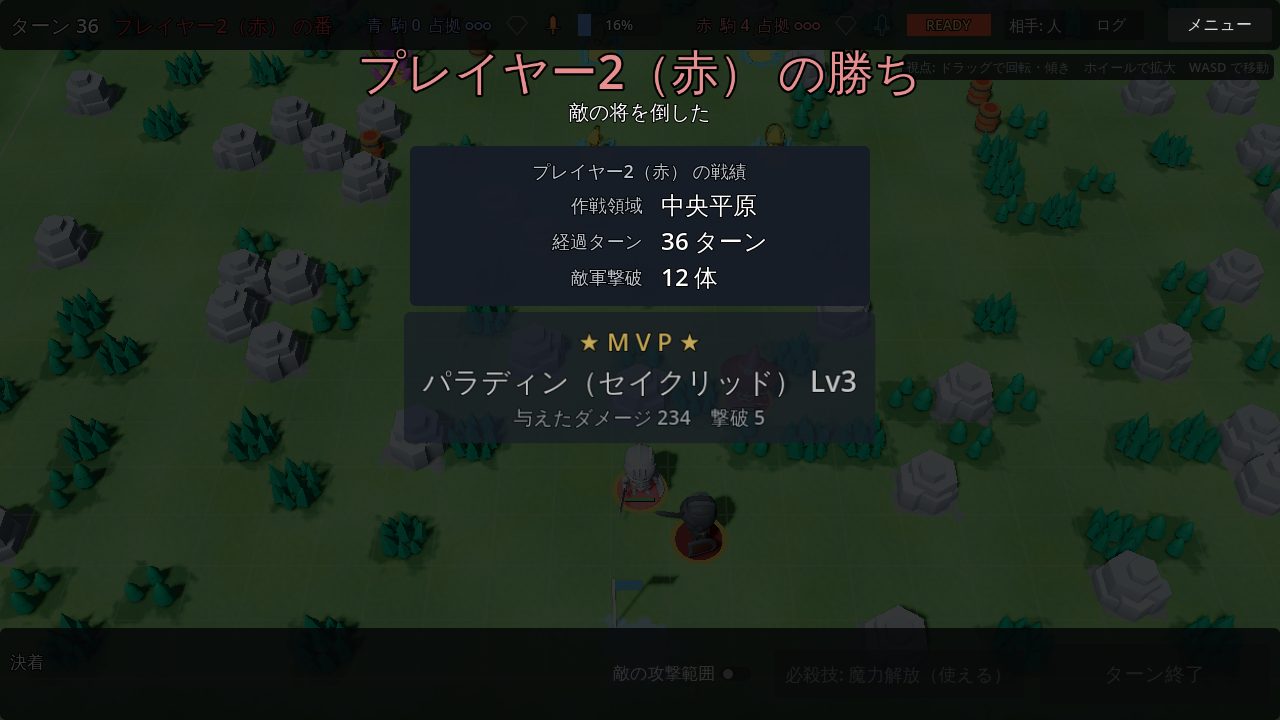 ターン 36 プレイヤー2（赤） の番 青 駒 0 占拠 ○○○ 16% 赤 駒 4 占拠 ○○○ READY 相手: 人 ログ メニュー
プレイヤー2（赤） の勝ち
視点: ドラッグで回転・傾き ホイールで拡大 WASD で移動
敵の将を倒した
プレイヤー2（赤） の戦績
作戦領域 中央平原
経過ターン 36 ターン
敵軍撃破 12 体
★ M V P ★
パラディン（セイクリッド） Lv3
与えたダメージ 234 撃破 5
決着
敵の攻撃範囲 必殺技: 魔力解放（使える） ターン終了